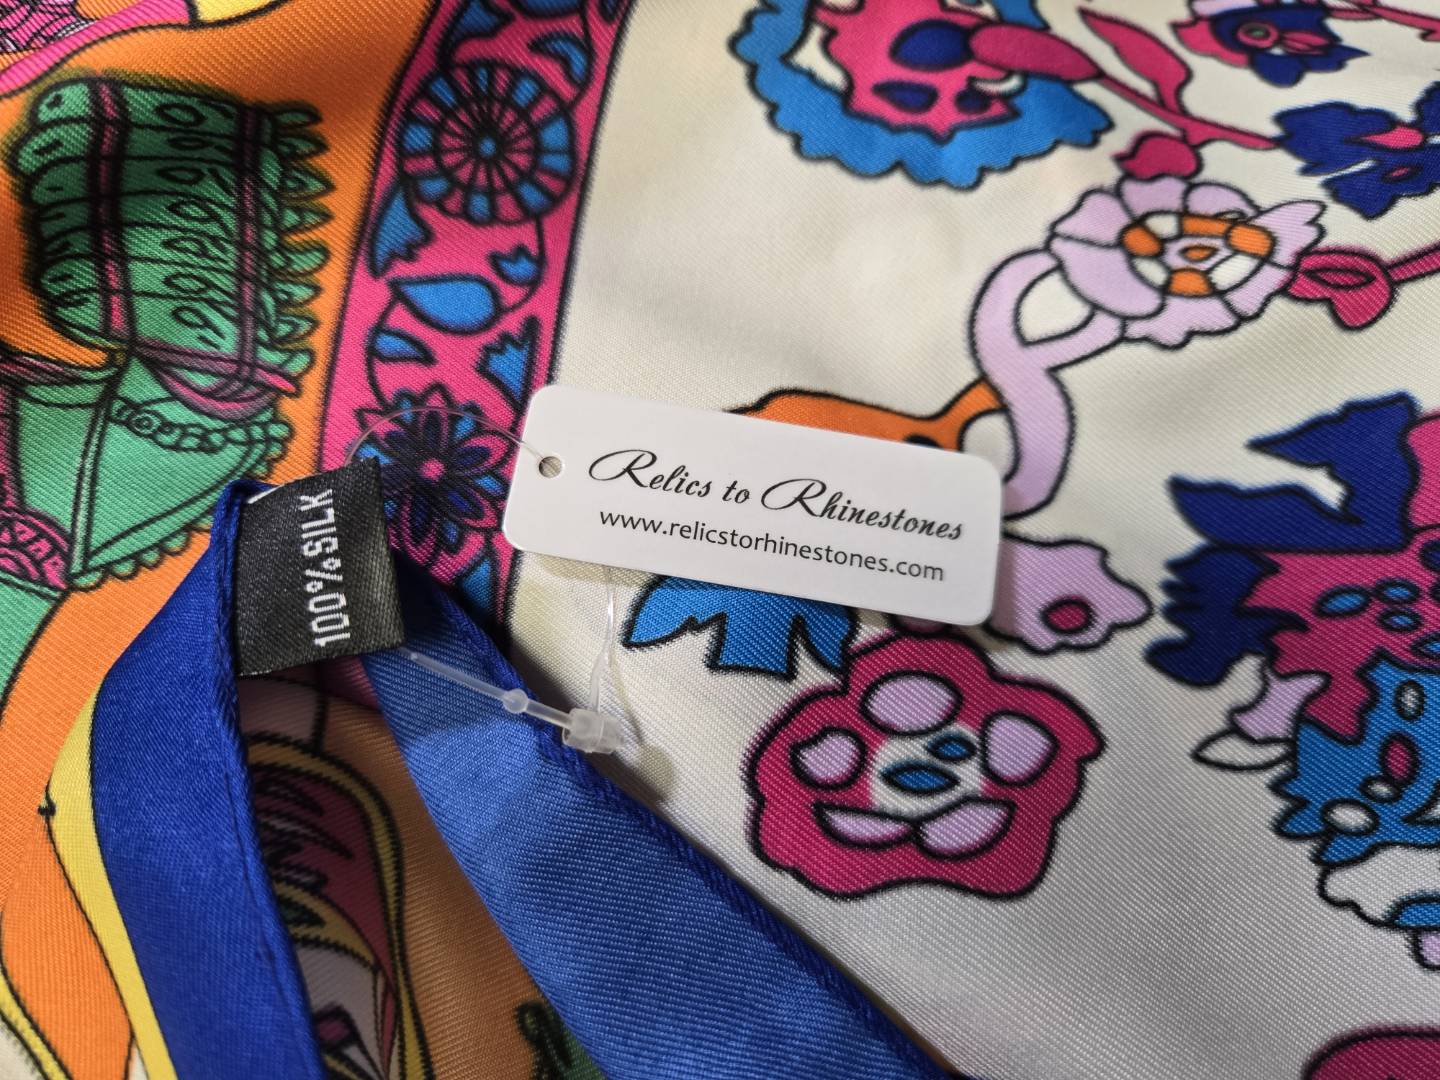 Relics to Rhinestones
www.relicstorhinestones.com
100%SILK